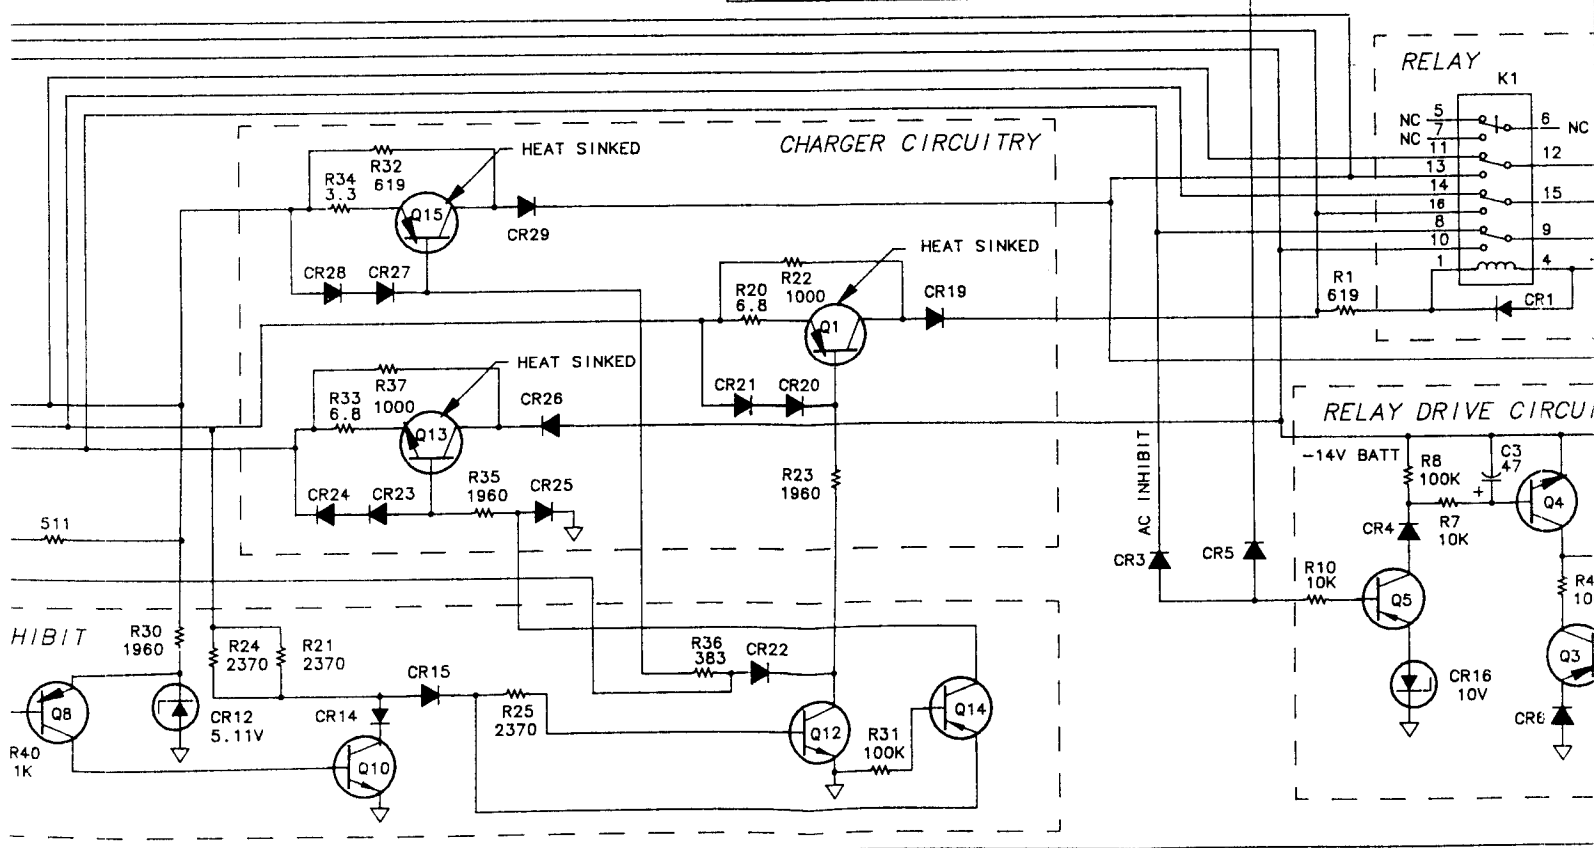 RELAY
K1
NC 5
6 NC
NC 7
11
12
13
14
15
16
8
9
10
1
4
R1
619
CR1
CHARGER CIRCUITRY
HEAT SINKED
R32
619
R34
3.3
Q15
CR29
CR28
CR27
HEAT SINKED
R22
1000
R20
6.8
CR19
Q1
CR21
CR20
HEAT SINKED
R37
1000
R33
6.8
CR26
Q13
CR24
CR23
R35
1960
CR25
R23
1960
511
AC INHIBIT
CR3
CR5
RELAY DRIVE CIRCUI
-14V BATT
R8
100K
C3
47
+
Q4
R7
10K
CR4
R10
10K
Q5
R4
10
Q3
CR16
10V
CR6
HIBIT
R30
1960
R24
2370
R21
2370
CR15
R36
383
CR22
Q8
CR12
5.11V
CR14
R25
2370
Q12
R31
100K
Q14
R40
1K
Q10